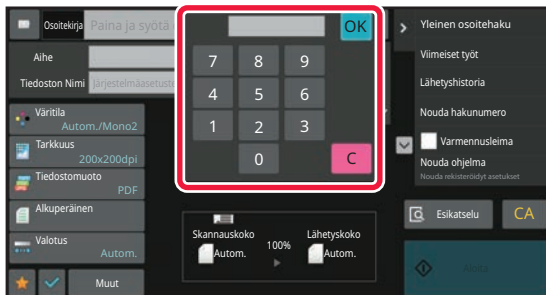 Osoitekirja
Paina ja syötä
OK
Aihe
Tiedoston Nimi
Järjestelmäasetuste
7 8 9
4 5 6
1 2 3
0 C
Väritila
Autom./Mono2
Tarkkuus
200x200dpi
Tiedostomuoto
PDF
Alkuperäinen
Valotus
Autom.
Muut
Skannauskoko
Autom.
100%
Lähetyskoko
Autom.
Yleinen osoitehaku
Viimeiset työt
Lähetyshistoria
Nouda hakunumero
Varmennusleima
Nouda ohjelma
Nouda rekisteröidyt asetukset
Esikatselu
CA
Aloita